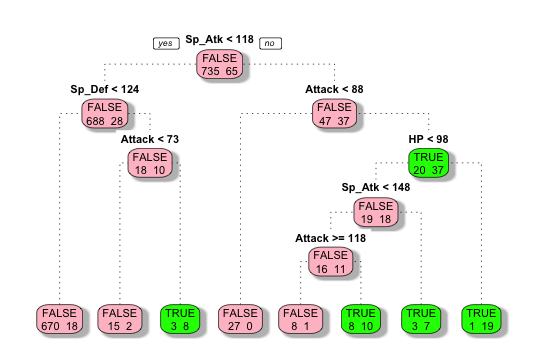 yes Sp_Atk < 118 no
FALSE
735 65
Sp_Def < 124
Attack < 88
FALSE
688 28
FALSE
47 37
Attack < 73
HP < 98
FALSE
18 10
TRUE
20 37
Sp_Atk < 148
FALSE
19 18
Attack >= 118
FALSE
16 11
FALSE
670 18
FALSE
15 2
TRUE
3 8
FALSE
27 0
FALSE
8 1
TRUE
8 10
TRUE
3 7
TRUE
1 19